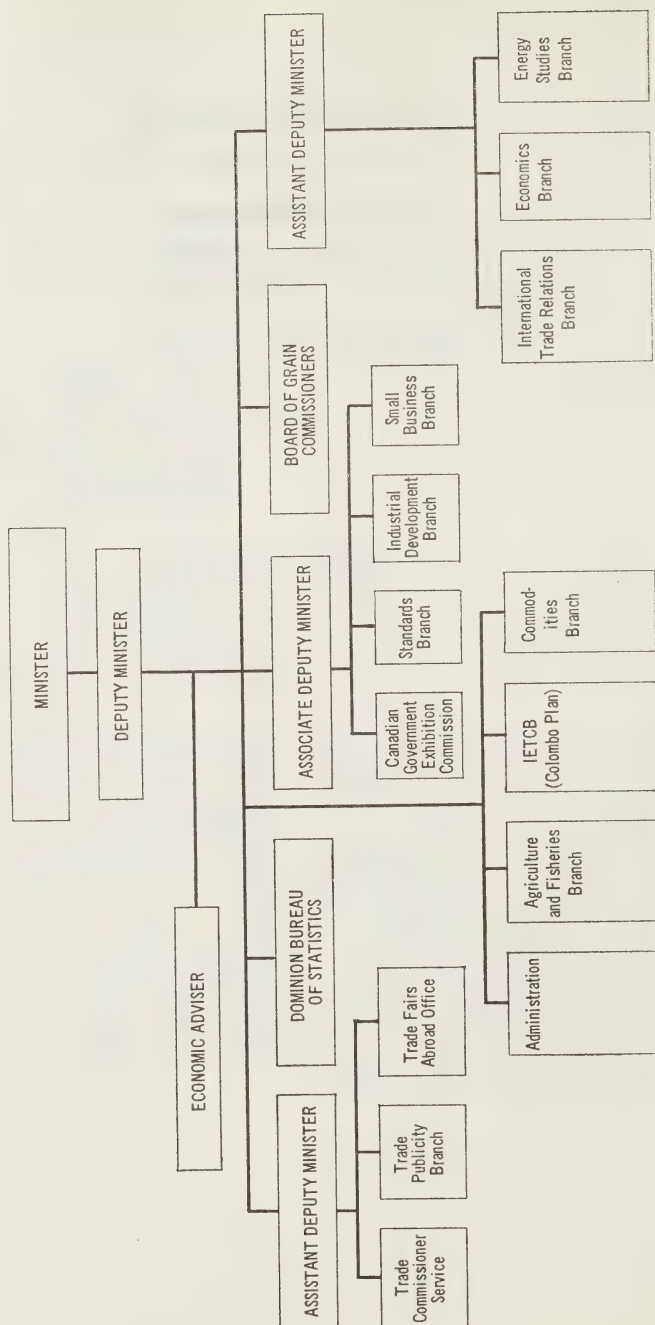 MINISTER
DEPUTY MINISTER
ECONOMIC ADVISER
ASSISTANT DEPUTY MINISTER
DOMINION BUREAU
OF STATISTICS
ASSOCIATE DEPUTY MINISTER
BOARD OF GRAIN
COMMISSIONERS
ASSISTANT DEPUTY MINISTER
Trade
Commissioner
Service
Trade
Publicity
Branch
Trade Fairs
Abroad Office
Canadian
Government
Exhibition
Commission
Standards
Branch
Industrial
Development
Branch
Small
Business
Branch
Administration
Agriculture
and Fisheries
Branch
IETCB
(Colombo Plan)
Commod-
ities
Branch
International
Trade Relations
Branch
Economics
Branch
Energy
Studies
Branch